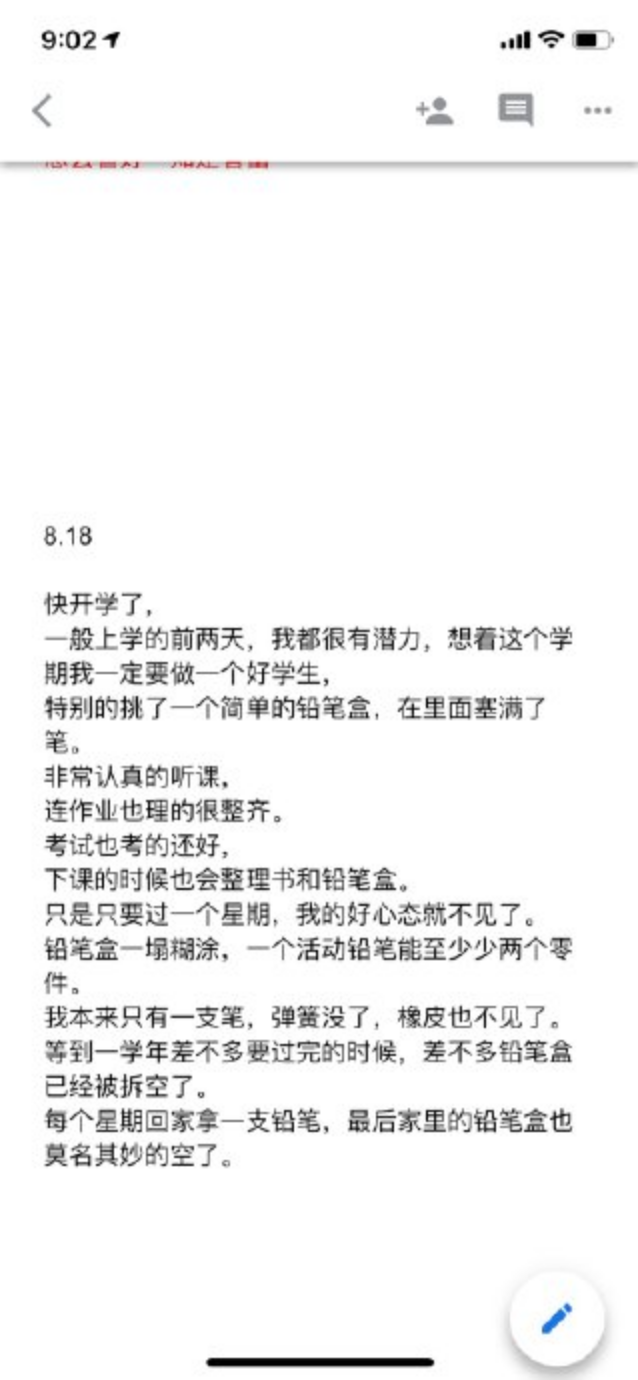 9:02
8.18
快开学了，
一般上学的前两天，我都很有潜力，想着这个学
期我一定要做一个好学生，
特别的挑了一个简单的铅笔盒，在里面塞满了
笔。
非常认真的听课，
连作业也理的很整齐。
考试也考的还好，
下课的时候也会整理书和铅笔盒。
只是只要过一个星期，我的好心态就不见了。
铅笔盒一塌糊涂，一个活动铅笔能至少少两个零
件。
我本来只有一支笔，弹簧没了，橡皮也不见了。
等到一学年差不多要过完的时候，差不多铅笔盒
已经被拆空了。
每个星期回家拿一支铅笔，最后家里的铅笔盒也
莫名其妙的空了。